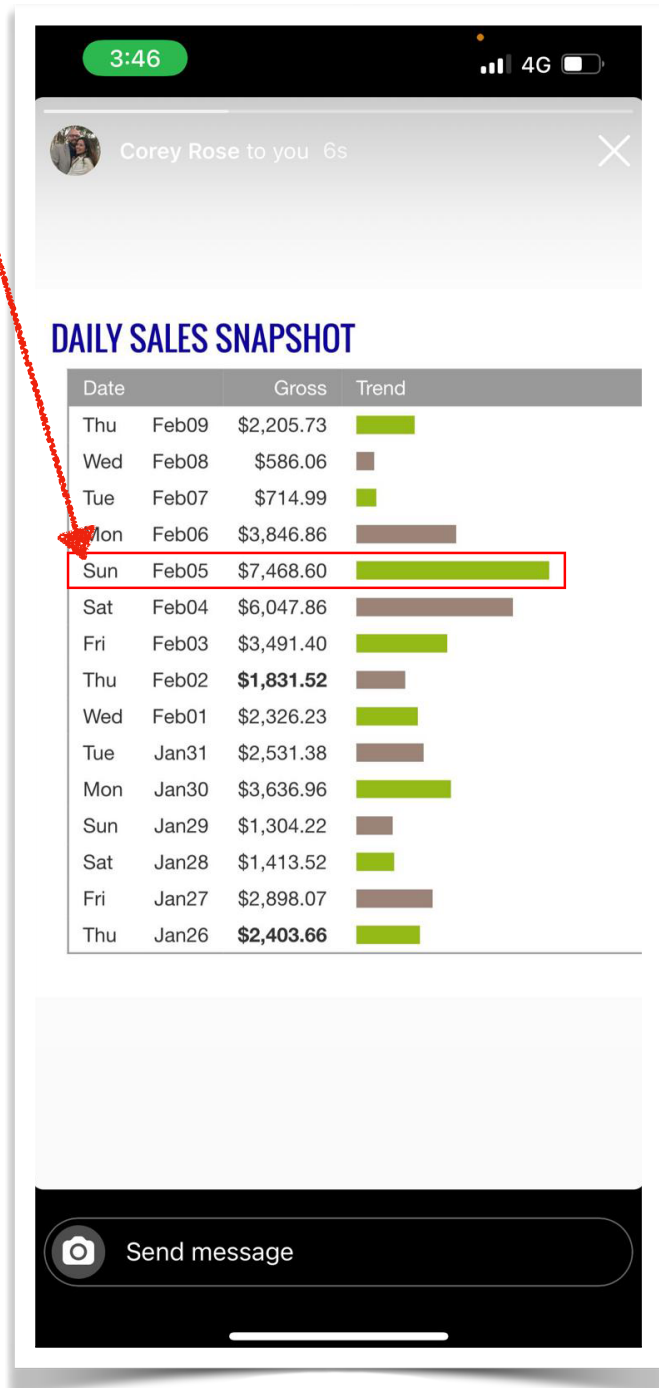 3:46
4G
Corey Rose to you 6s
DAILY SALES SNAPSHOT
Date Gross Trend
Thu Feb09 $2,205.73
Wed Feb08 $586.06
Tue Feb07 $714.99
Mon Feb06 $3,846.86
Sun Feb05 $7,468.60
Sat Feb04 $6,047.86
Fri Feb03 $3,491.40
Thu Feb02 $1,831.52
Wed Feb01 $2,326.23
Tue Jan31 $2,531.38
Mon Jan30 $3,636.96
Sun Jan29 $1,304.22
Sat Jan28 $1,413.52
Fri Jan27 $2,898.07
Thu Jan26 $2,403.66
Send message